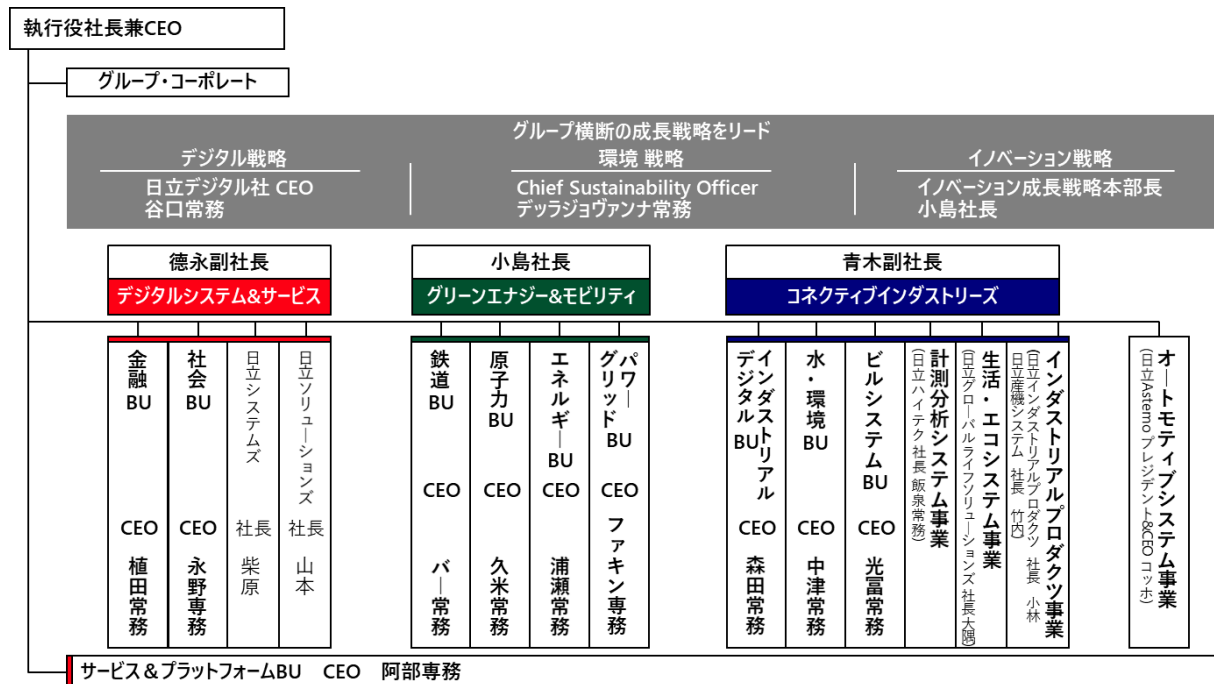 執行役社長兼CEO
グループ・コーポレート
グループ横断の成長戦略をリード
デジタル戦略
日立デジタル社 CEO
谷口常務
環境 戦略
Chief Sustainability Officer
デッラジョヴァンナ常務
イノベーション戦略
イノベーション成長戦略本部長
小島社長
德永副社長
デジタルシステム&サービス
小島社長
グリーンエナジー&モビリティ
青木副社長
コネクティブインダストリーズ
金融BU CEO 植田常務
社会BU CEO 永野専務
日立システムズ 社長 柴原
日立ソリューションズ 社長 山本
鉄道BU CEO バー常務
原子力BU CEO 久米常務
エネルギーBU CEO 浦瀬常務
パワー
グリッドBU CEO ファキン専務
インダストリアル
デジタルBU CEO 森田常務
水・環境BU CEO 中津常務
ビルシステムBU CEO 光冨常務
計測分析システム事業
(日立ハイテク 社長 飯泉常務)
生活・エコシステム事業
(日立グローバルライフソリューションズ 社長 大隅)
インダストリアルプロダクツ事業
(日立インダストリアルプロダクツ 社長 小林
日立産機システム 社長 竹内)
オートモティブシステム事業
(日立Astemo プレジデント&CEO コッホ)
サービス&プラットフォームBU CEO 阿部専務